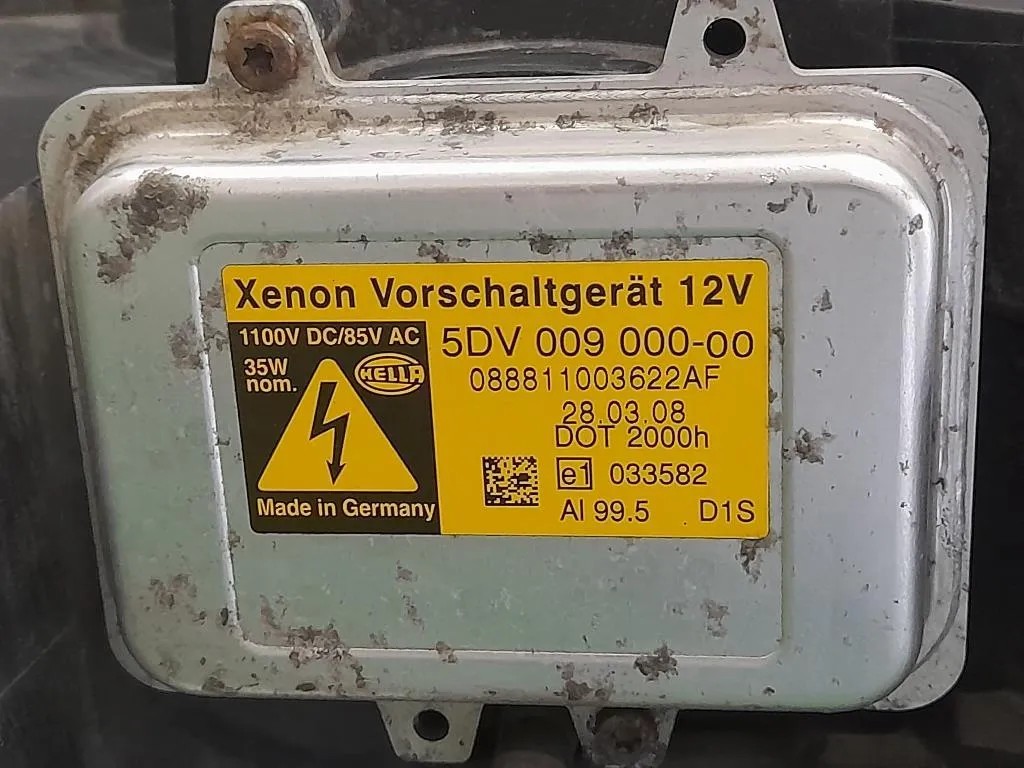 Xenon Vorschaltgerät 12V
1100V DC/85V AC
35W
nom.
HELLA
Made in Germany
5DV 009 000-00
088811003622AF
28.03.08
DOT 2000h
e1 033582
Al 99.5 D1S